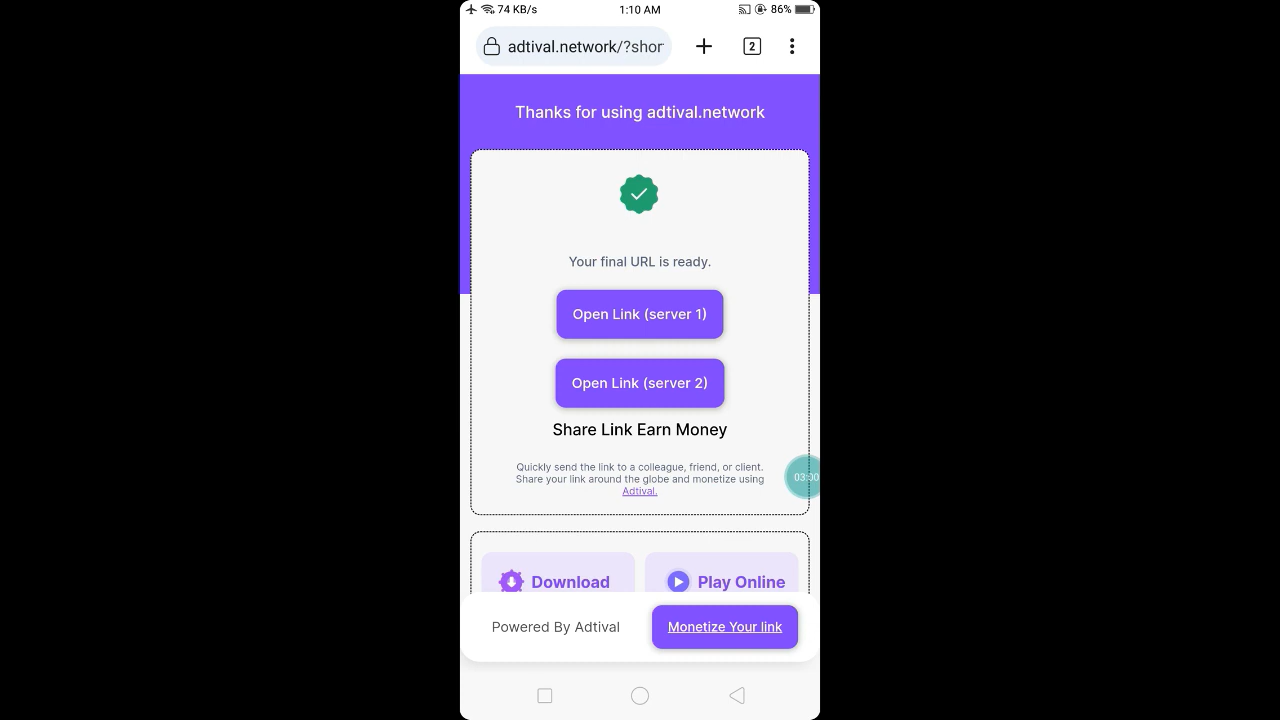 74 KB/s 1:10 AM 86%
adtival.network/?shor
2
Thanks for using adtival.network
Your final URL is ready.
Open Link (server 1)
Open Link (server 2)
Share Link Earn Money
Quickly send the link to a colleague, friend, or client.
Share your link around the globe and monetize using
Adtival.
03:00
Download Play Online
Powered By Adtival Monetize Your link